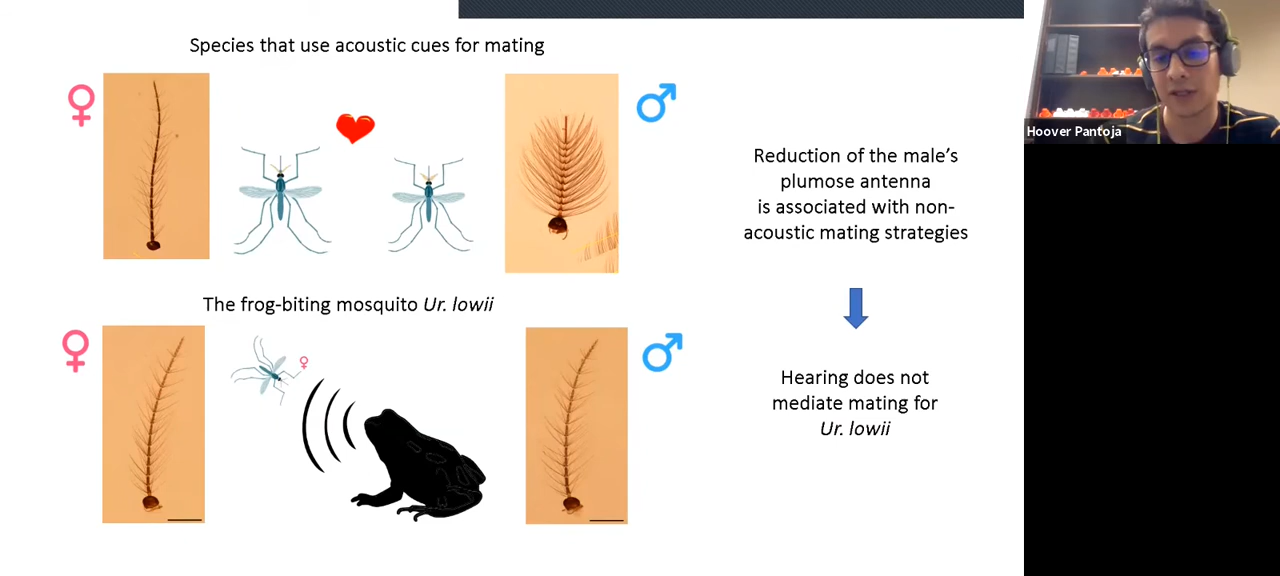 Species that use acoustic cues for mating
Hoover Pantoja
Reduction of the male's
plumose antenna
is associated with non-
acoustic mating strategies
The frog-biting mosquito Ur. lowii
Hearing does not
mediate mating for
Ur. lowii